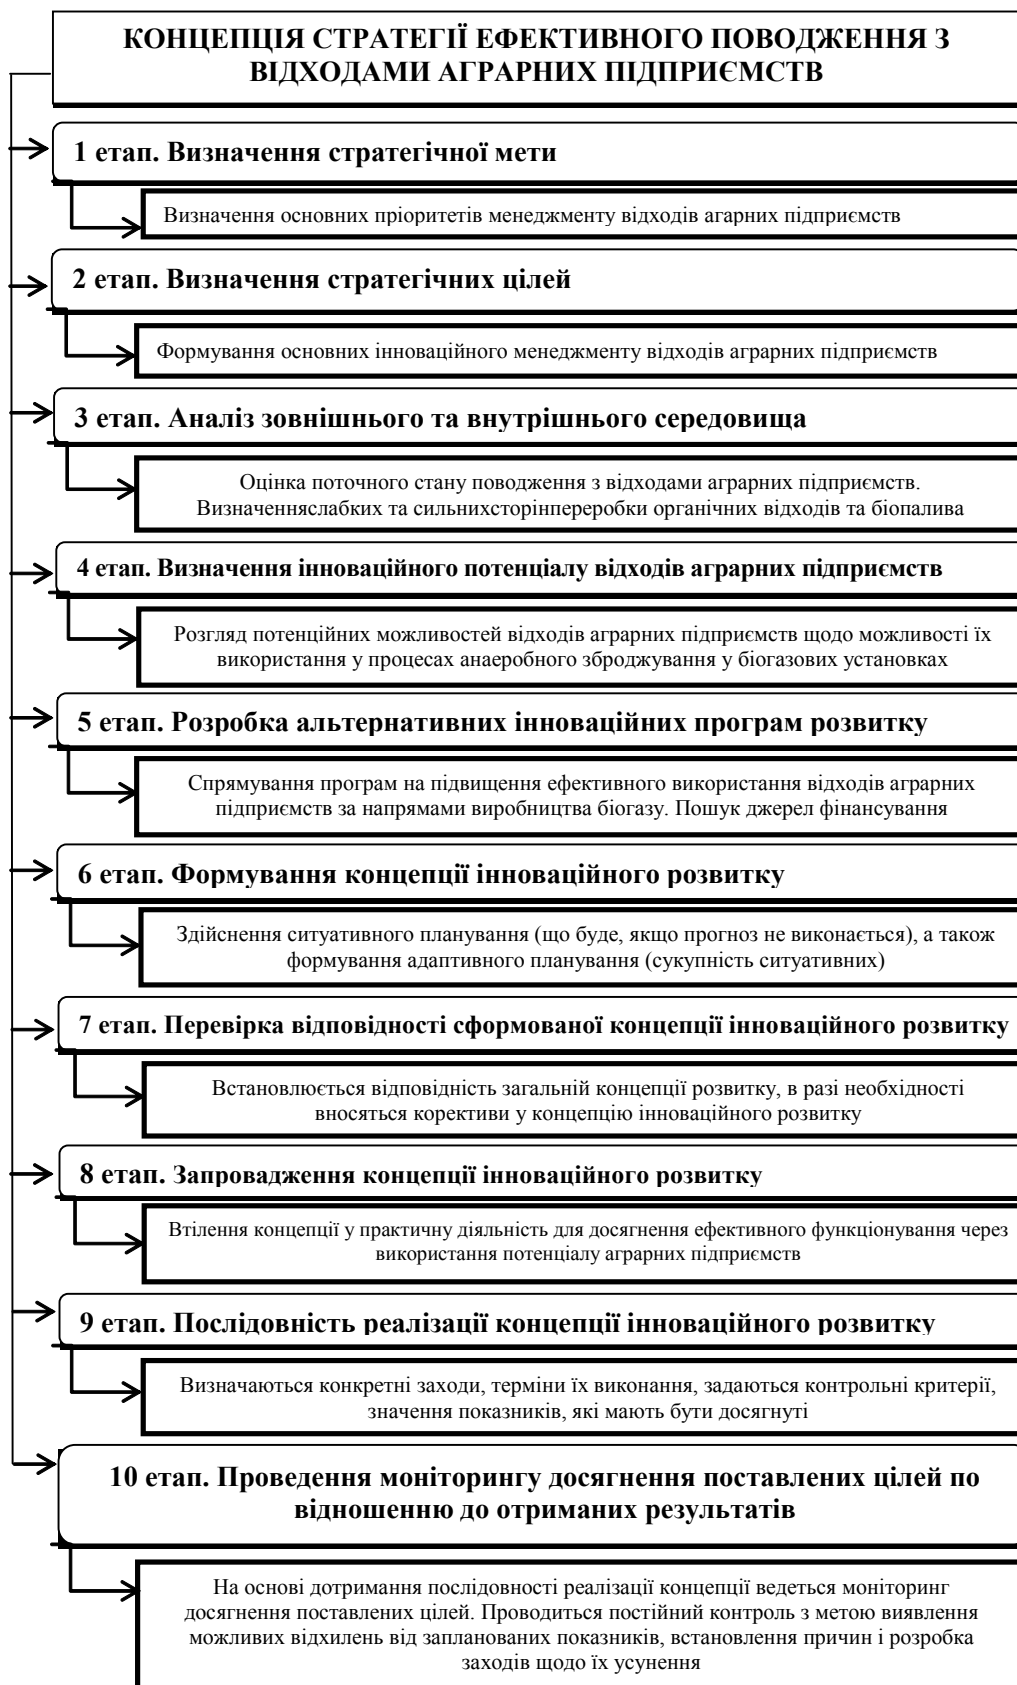 КОНЦЕПЦІЯ СТРАТЕГІЇ ЕФЕКТИВНОГО ПОВОДЖЕННЯ З
ВІДХОДАМИ АГРАРНИХ ПІДПРИЄМСТВ
1 етап. Визначення стратегічної мети
Визначення основних пріоритетів менеджменту відходів агарних підприємств
2 етап. Визначення стратегічних цілей
Формування основних інноваційного менеджменту відходів аграрних підприємств
3 етап. Аналіз зовнішнього та внутрішнього середовища
Оцінка поточного стану поводження з відходами аграрних підприємств.
Визначенняслабких та сильнихсторінпереробки органічних відходів та біопалива
4 етап. Визначення інноваційного потенціалу відходів аграрних підприємств
Розгляд потенційних можливостей відходів аграрних підприємств щодо можливості їх
використання у процесах анаеробного зброджування у біогазових установках
5 етап. Розробка альтернативних інноваційних програм розвитку
Спрямування програм на підвищення ефективного використання відходів аграрних
підприємств за напрямами виробництва біогазу. Пошук джерел фінансування
6 етап. Формування концепції інноваційного розвитку
Здійснення ситуативного планування (що буде, якщо прогноз не виконається), а також
формування адаптивного планування (сукупність ситуативних)
7 етап. Перевірка відповідності сформованої концепції інноваційного розвитку
Встановлюється відповідність загальній концепції розвитку, в разі необхідності
вносяться корективи у концепцію інноваційного розвитку
8 етап. Запровадження концепції інноваційного розвитку
Втілення концепції у практичну діяльність для досягнення ефективного функціонування через
використання потенціалу аграрних підприємств
9 етап. Послідовність реалізації концепції інноваційного розвитку
Визначаються конкретні заходи, терміни їх виконання, задаються контрольні критерії,
значення показників, які мають бути досягнуті
10 етап. Проведення моніторингу досягнення поставлених цілей по
відношенню до отриманих результатів
На основі дотримання послідовності реалізації концепції ведеться моніторинг
досягнення поставлених цілей. Проводиться постійний контроль з метою виявлення
можливих відхилень від запланованих показників, встановлення причин і розробка
заходів щодо їх усунення